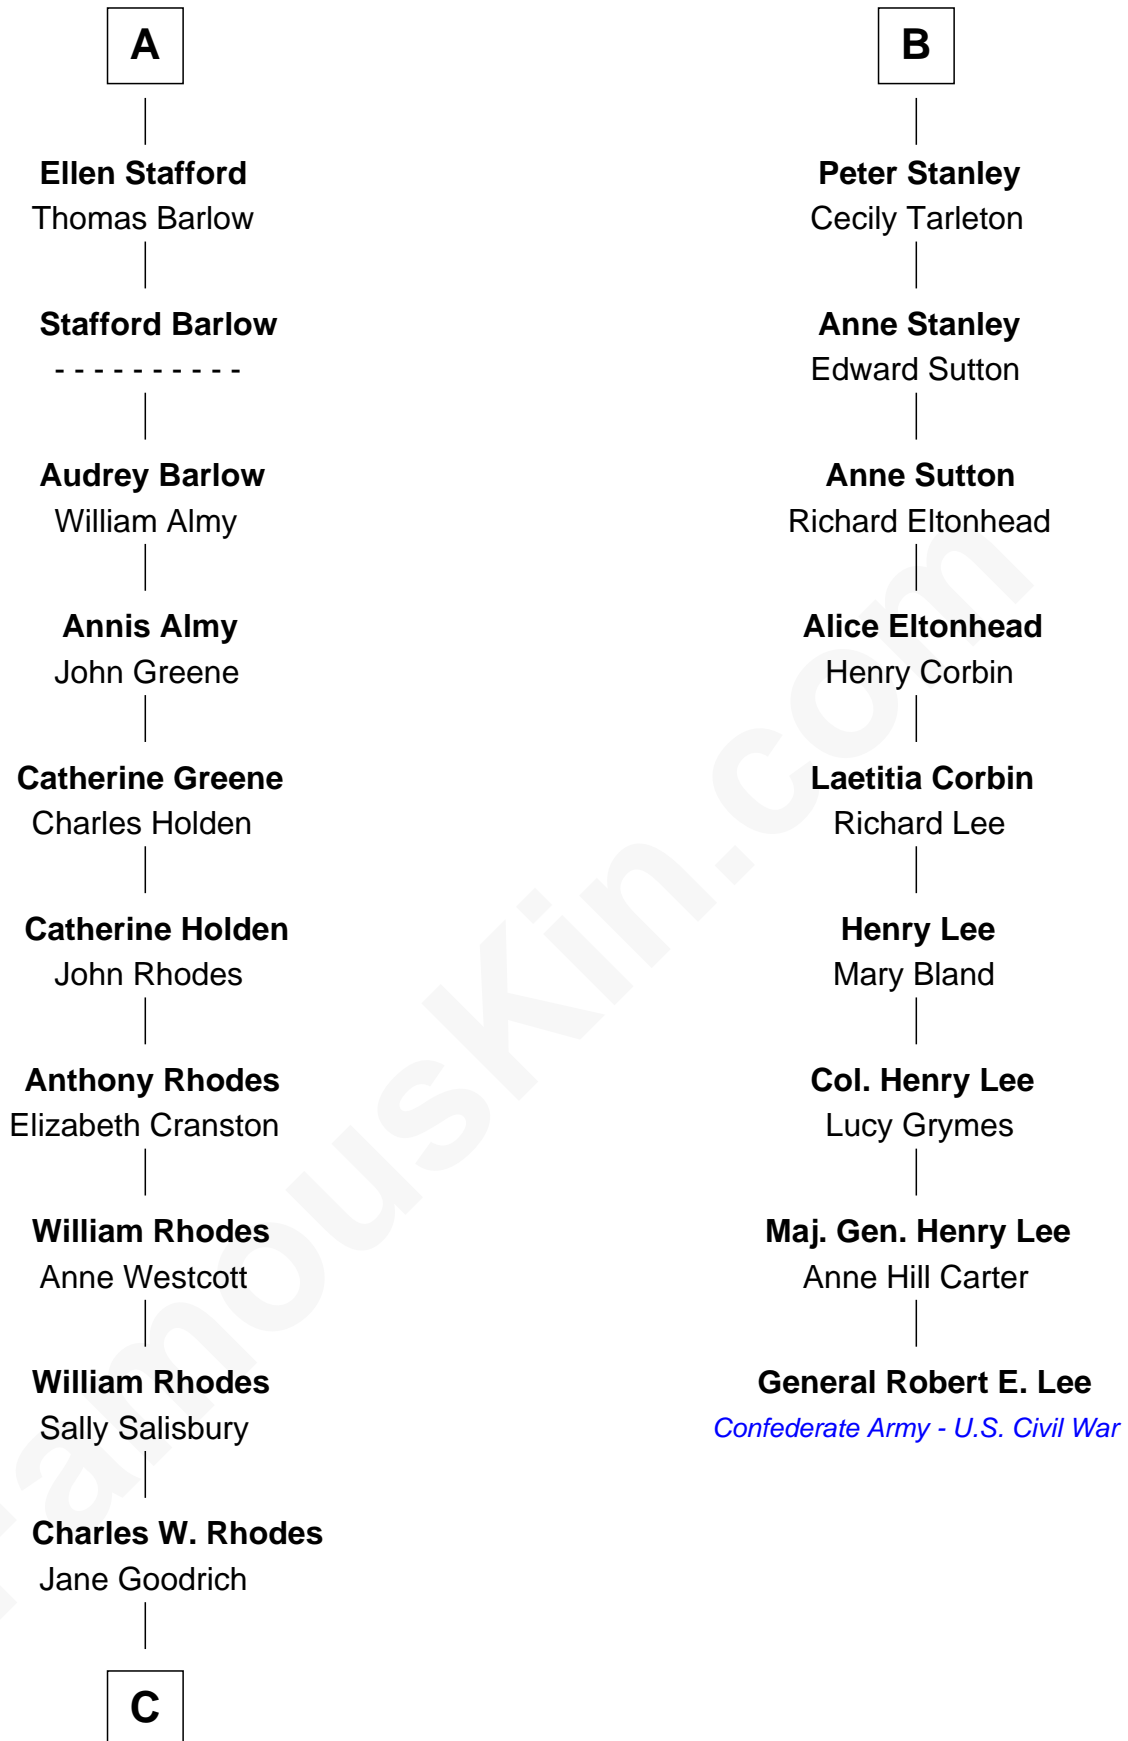 A
Ellen Stafford
Thomas Barlow
Stafford Barlow
- - - - - - - - - -
Audrey Barlow
William Almy
Annis Almy
John Greene
Catherine Greene
Charles Holden
Catherine Holden
John Rhodes
Anthony Rhodes
Elizabeth Cranston
William Rhodes
Anne Westcott
William Rhodes
Sally Salisbury
Charles W. Rhodes
Jane Goodrich
C
B
Peter Stanley
Cecily Tarleton
Anne Stanley
Edward Sutton
Anne Sutton
Richard Eltonhead
Alice Eltonhead
Henry Corbin
Laetitia Corbin
Richard Lee
Henry Lee
Mary Bland
Col. Henry Lee
Lucy Grymes
Maj. Gen. Henry Lee
Anne Hill Carter
General Robert E. Lee
Confederate Army - U.S. Civil War
FamousKin.com